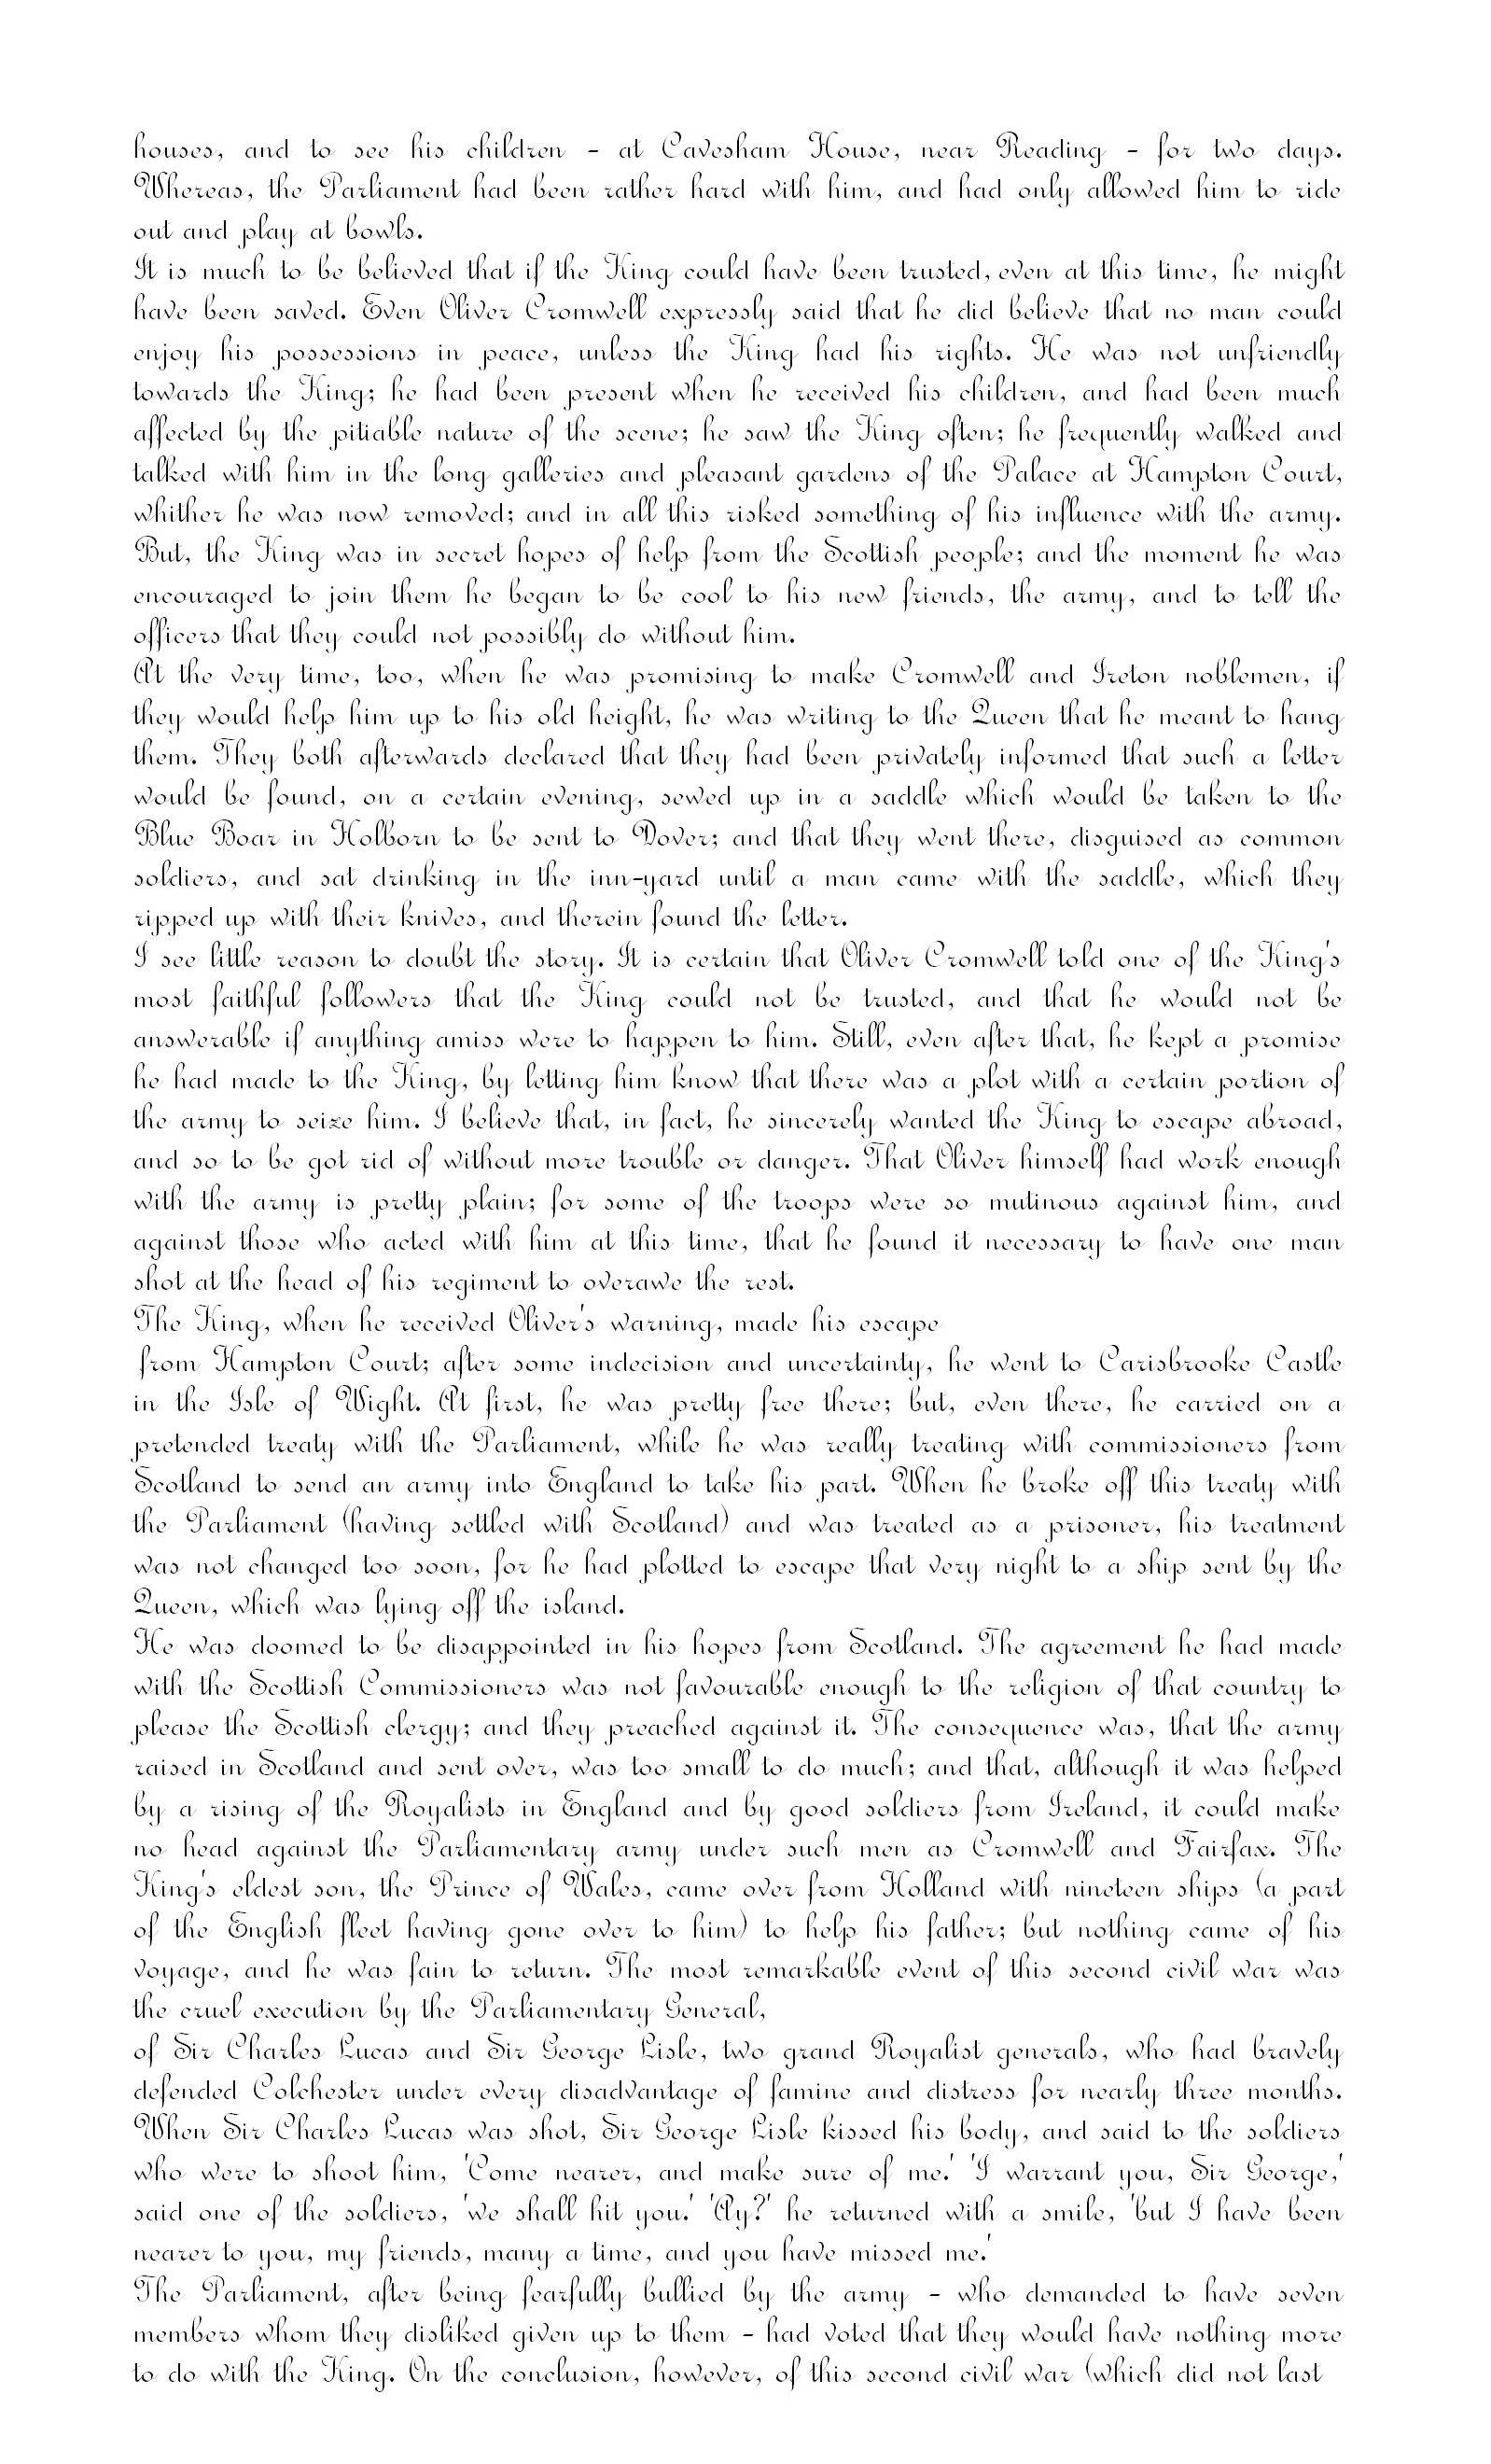 houses, and to see his children - at Cavesham House, near Reading - for two days.
Whereas, the Parliament had been rather hard with him, and had only allowed him to ride
out and play at bowls.
It is much to be believed that if the King could have been trusted, even at this time, he might
have been saved. Even Oliver Cromwell expressly said that he did believe that no man could
enjoy his possessions in peace, unless the King had his rights. He was not unfriendly
towards the King; he had been present when he received his children, and had been much
affected by the pitiable nature of the scene; he saw the King often; he frequently walked and
talked with him in the long galleries and pleasant gardens of the Palace at Hampton Court,
whither he was now removed; and in all this risked something of his influence with the army.
But, the King was in secret hopes of help from the Scottish people; and the moment he was
encouraged to join them he began to be cool to his new friends, the army, and to tell the
officers that they could not possibly do without him.
At the very time, too, when he was promising to make Cromwell and Ireton noblemen, if
they would help him up to his old height, he was writing to the Queen that he meant to hang
them. They both afterwards declared that they had been privately informed that such a letter
would be found, on a certain evening, sewed up in a saddle which would be taken to the
Blue Boar in Holborn to be sent to Dover; and that they went there, disguised as common
soldiers, and sat drinking in the inn-yard until a man came with the saddle, which they
ripped up with their knives, and therein found the letter.
I see little reason to doubt the story. It is certain that Oliver Cromwell told one of the King's
most faithful followers that the King could not be trusted, and that he would not be
answerable if anything amiss were to happen to him. Still, even after that, he kept a promise
he had made to the King, by letting him know that there was a plot with a certain portion of
the army to seize him. I believe that, in fact, he sincerely wanted the King to escape abroad,
and so to be got rid of without more trouble or danger. That Oliver himself had work enough
with the army is pretty plain; for some of the troops were so mutinous against him, and
against those who acted with him at this time, that he found it necessary to have one man
shot at the head of his regiment to overawe the rest.
The King, when he received Oliver's warning, made his escape
from Hampton Court; after some indecision and uncertainty, he went to Carisbrooke Castle
in the Isle of Wight. At first, he was pretty free there; but, even there, he carried on a
pretended treaty with the Parliament, while he was really treating with commissioners from
Scotland to send an army into England to take his part. When he broke off this treaty with
the Parliament (having settled with Scotland) and was treated as a prisoner, his treatment
was not changed too soon, for he had plotted to escape that very night to a ship sent by the
Queen, which was lying off the island.
He was doomed to be disappointed in his hopes from Scotland. The agreement he had made
with the Scottish Commissioners was not favourable enough to the religion of that country to
please the Scottish clergy; and they preached against it. The consequence was, that the army
raised in Scotland and sent over, was too small to do much; and that, although it was helped
by a rising of the Royalists in England and by good soldiers from Ireland, it could make
no head against the Parliamentary army under such men as Cromwell and Fairfax. The
King's eldest son, the Prince of Wales, came over from Holland with nineteen ships (a part
of the English fleet having gone over to him) to help his father; but nothing came of his
voyage, and he was fain to return. The most remarkable event of this second civil war was
the cruel execution by the Parliamentary General,
of Sir Charles Lucas and Sir George Lisle, two grand Royalist generals, who had bravely
defended Colchester under every disadvantage of famine and distress for nearly three months.
When Sir Charles Lucas was shot, Sir George Lisle kissed his body, and said to the soldiers
who were to shoot him, 'Come nearer, and make sure of me.' 'I warrant you, Sir George,'
said one of the soldiers, 'we shall hit you.' 'Ay?' he returned with a smile, 'but I have been
nearer to you, my friends, many a time, and you have missed me.'
The Parliament, after being fearfully bullied by the army - who demanded to have seven
members whom they disliked given up to them - had voted that they would have nothing more
to do with the King. On the conclusion, however, of this second civil war (which did not last